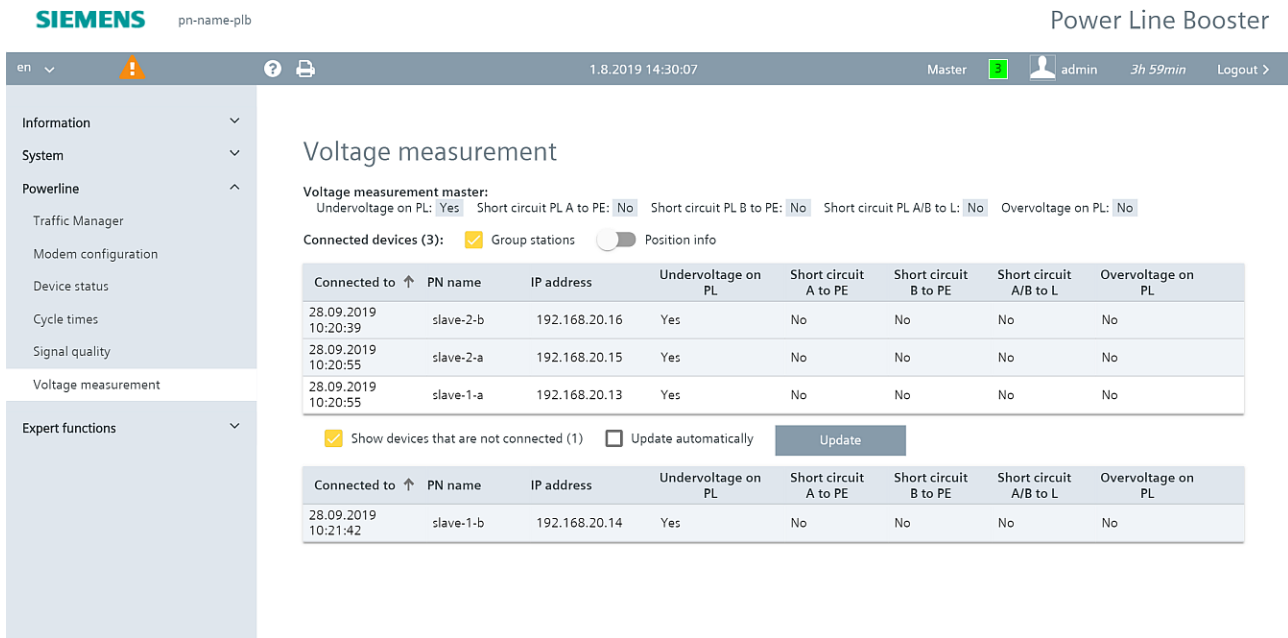 SIEMENS pn-name-plb Power Line Booster
en 1.8.2019 14:30:07 Master 3 admin 3h 59min Logout >
Information
System
Powerline
Traffic Manager
Modem configuration
Device status
Cycle times
Signal quality
Voltage measurement
Expert functions
Voltage measurement
Voltage measurement master:
Undervoltage on PL: Yes Short circuit PL A to PE: No Short circuit PL B to PE: No Short circuit PL A/B to L: No Overvoltage on PL: No
Connected devices (3): Group stations Position info
Connected to ↑ PN name IP address Undervoltage on PL Short circuit A to PE Short circuit B to PE Short circuit A/B to L Overvoltage on PL
28.09.2019 10:20:39 slave-2-b 192.168.20.16 Yes No No No No
28.09.2019 10:20:55 slave-2-a 192.168.20.15 Yes No No No No
28.09.2019 10:20:55 slave-1-a 192.168.20.13 Yes No No No No
Show devices that are not connected (1) Update automatically Update
Connected to ↑ PN name IP address Undervoltage on PL Short circuit A to PE Short circuit B to PE Short circuit A/B to L Overvoltage on PL
28.09.2019 10:21:42 slave-1-b 192.168.20.14 Yes No No No No